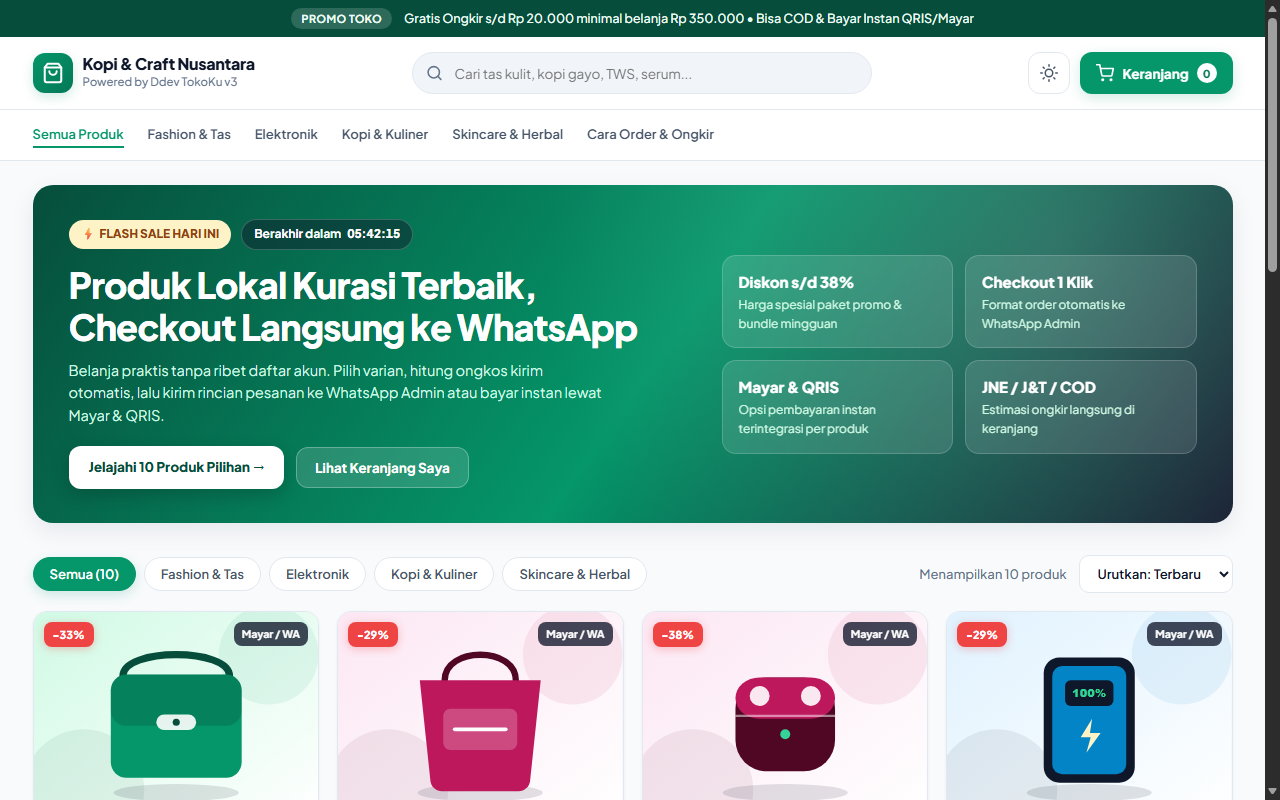 PROMO TOKO Gratis Ongkir s/d Rp 20.000 minimal belanja Rp 350.000 • Bisa COD & Bayar Instan QRIS/Mayar
Kopi & Craft Nusantara
Powered by Ddev TokoKu v3
Cari tas kulit, kopi gayo, TWS, serum...
Keranjang 0
Semua Produk Fashion & Tas Elektronik Kopi & Kuliner Skincare & Herbal Cara Order & Ongkir
FLASH SALE HARI INI Berakhir dalam 05:42:15
Produk Lokal Kurasi Terbaik,
Checkout Langsung ke WhatsApp
Belanja praktis tanpa ribet daftar akun. Pilih varian, hitung ongkos kirim
otomatis, lalu kirim rincian pesanan ke WhatsApp Admin atau bayar instan lewat
Mayar & QRIS.
Jelajahi 10 Produk Pilihan → Lihat Keranjang Saya
Diskon s/d 38%
Harga spesial paket promo &
bundle mingguan
Checkout 1 Klik
Format order otomatis ke
WhatsApp Admin
Mayar & QRIS
Opsi pembayaran instan
terintegrasi per produk
JNE / J&T / COD
Estimasi ongkir langsung di
keranjang
Semua (10) Fashion & Tas Elektronik Kopi & Kuliner Skincare & Herbal Menampilkan 10 produk Urutkan: Terbaru
-33% Mayar / WA
-29% Mayar / WA
-38% Mayar / WA
-29% Mayar / WA
100%